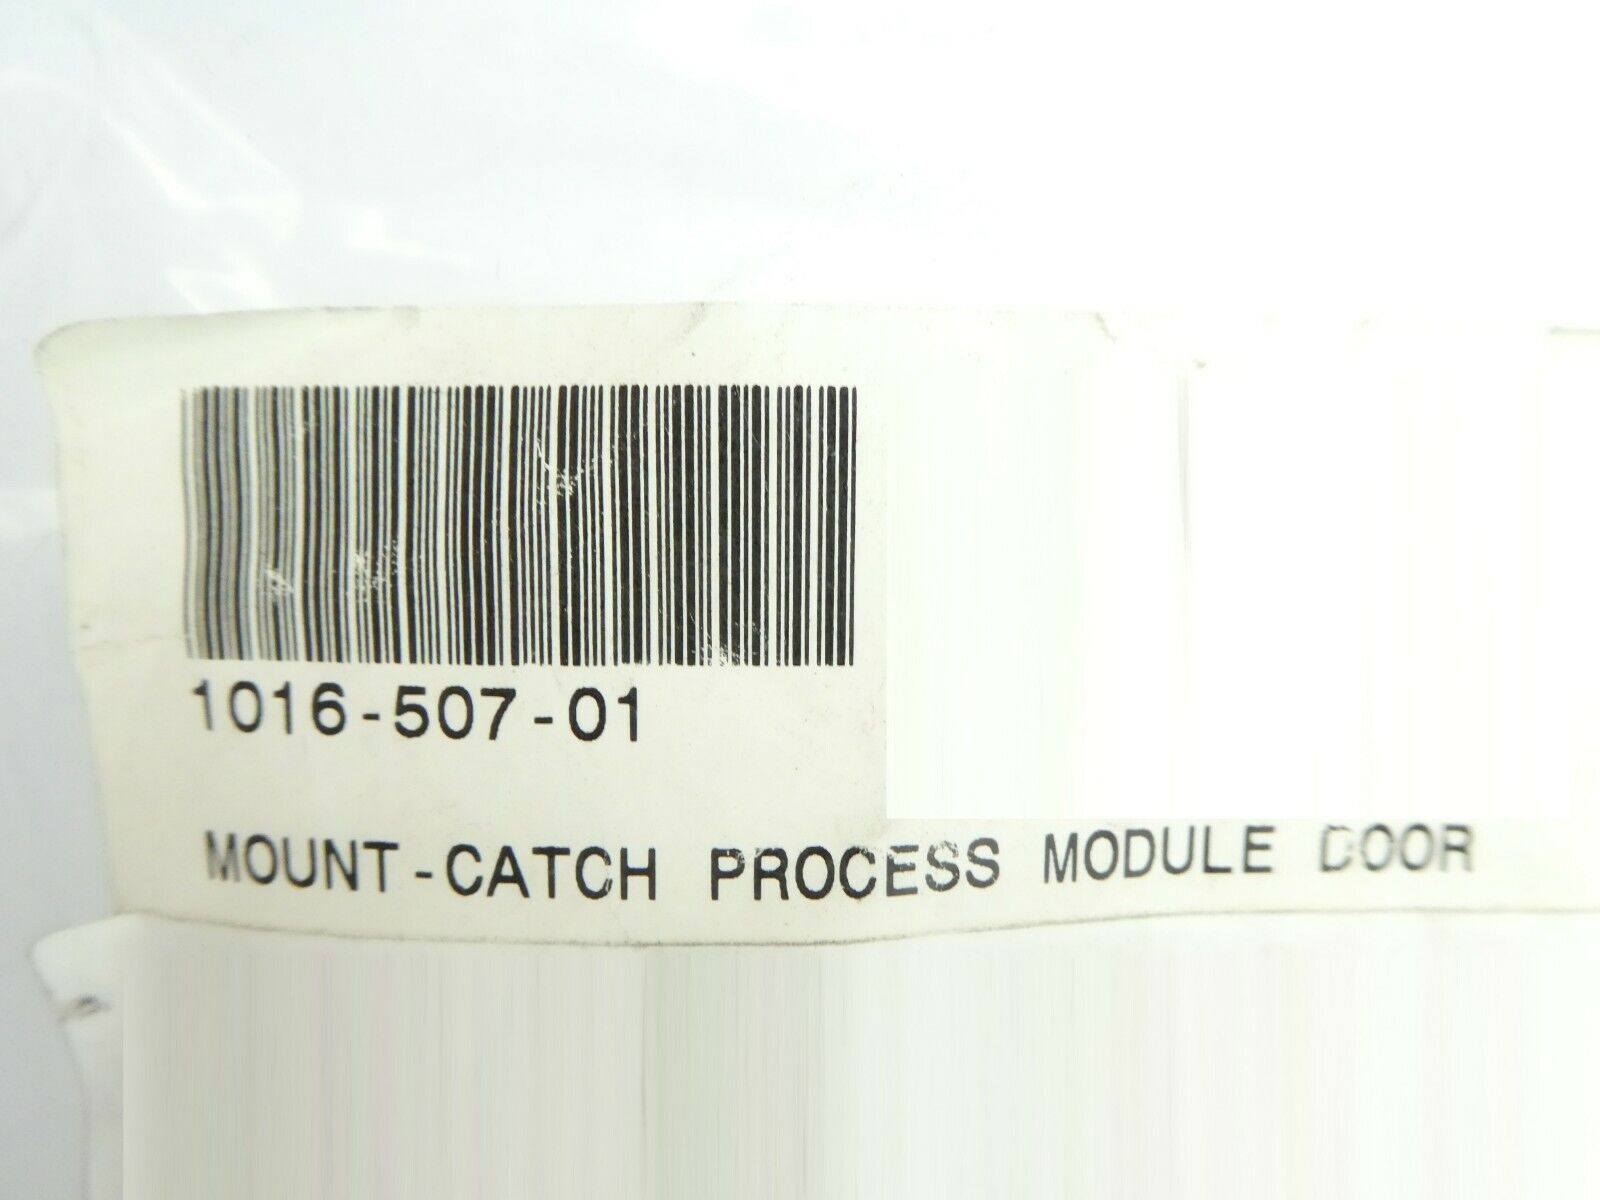 1016-507-01
MOUNT-CATCH PROCESS MODULE DOOR